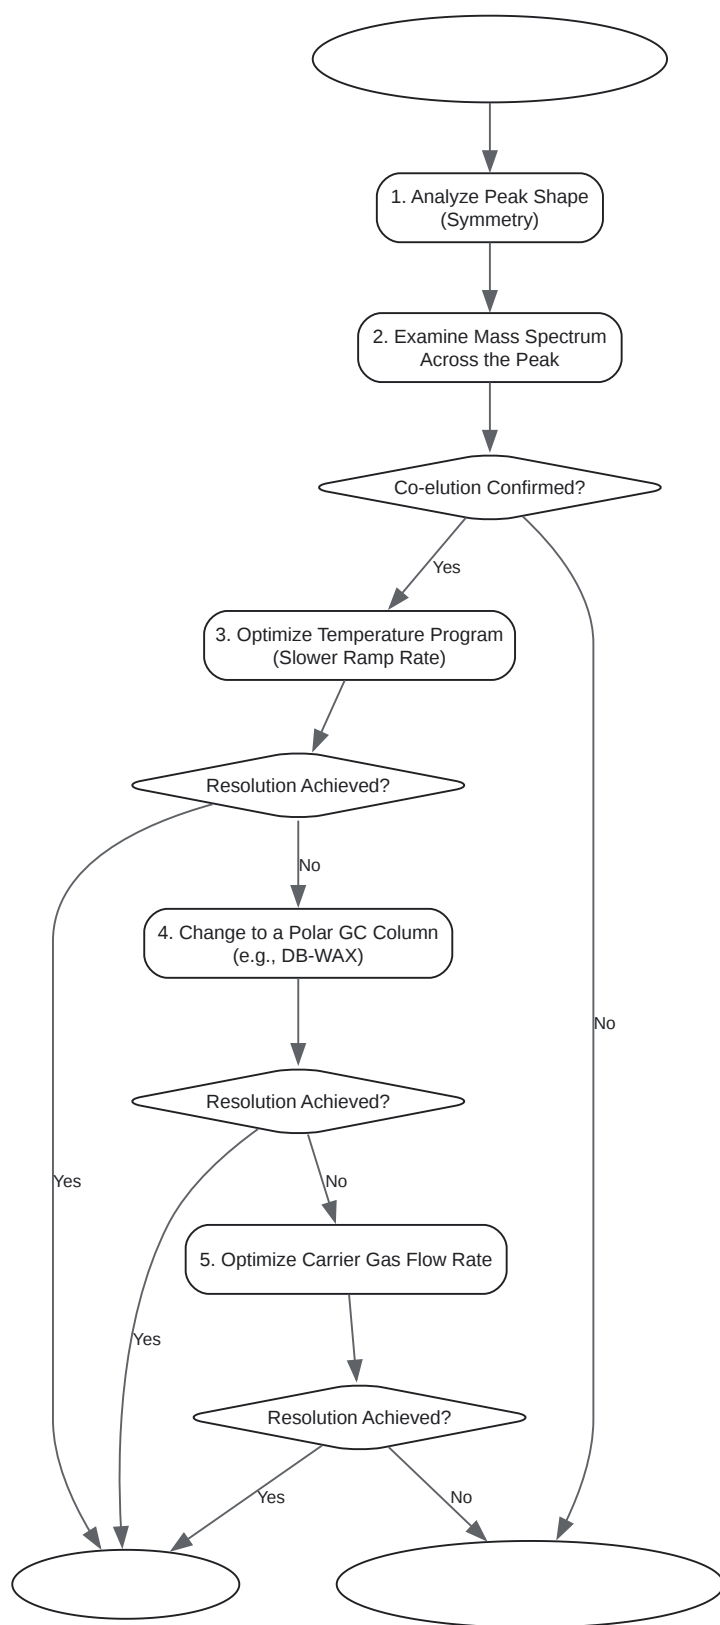 1. Analyze Peak Shape
(Symmetry)
2. Examine Mass Spectrum
Across the Peak
Co-elution Confirmed?
Yes
3. Optimize Temperature Program
(Slower Ramp Rate)
Resolution Achieved?
No
4. Change to a Polar GC Column
(e.g., DB-WAX)
No
Resolution Achieved?
Yes
No
5. Optimize Carrier Gas Flow Rate
Yes
Resolution Achieved?
Yes
No